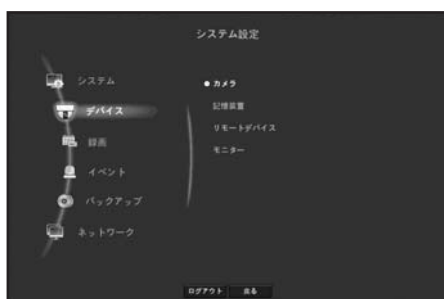 システム設定
システム
デバイス
録画
イベント
バックアップ
ネットワーク
カメラ
記憶装置
リモートデバイス
モニター
ログアウト 戻る